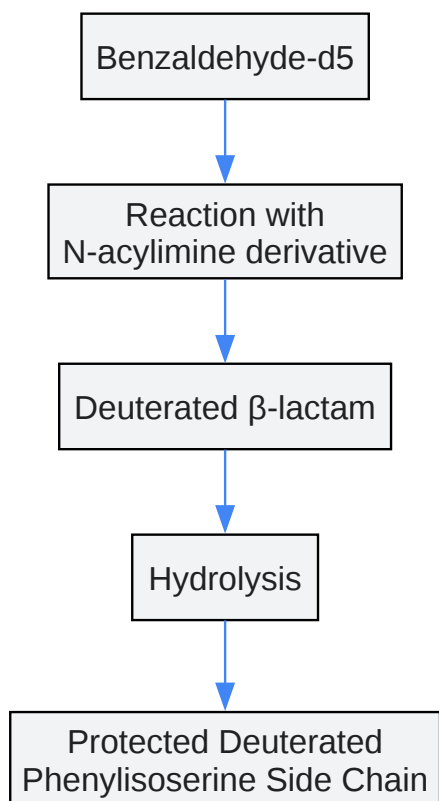 Benzaldehyde-d5
Reaction with
N-acylimine derivative
Deuterated β-lactam
Hydrolysis
Protected Deuterated
Phenylisoserine Side Chain